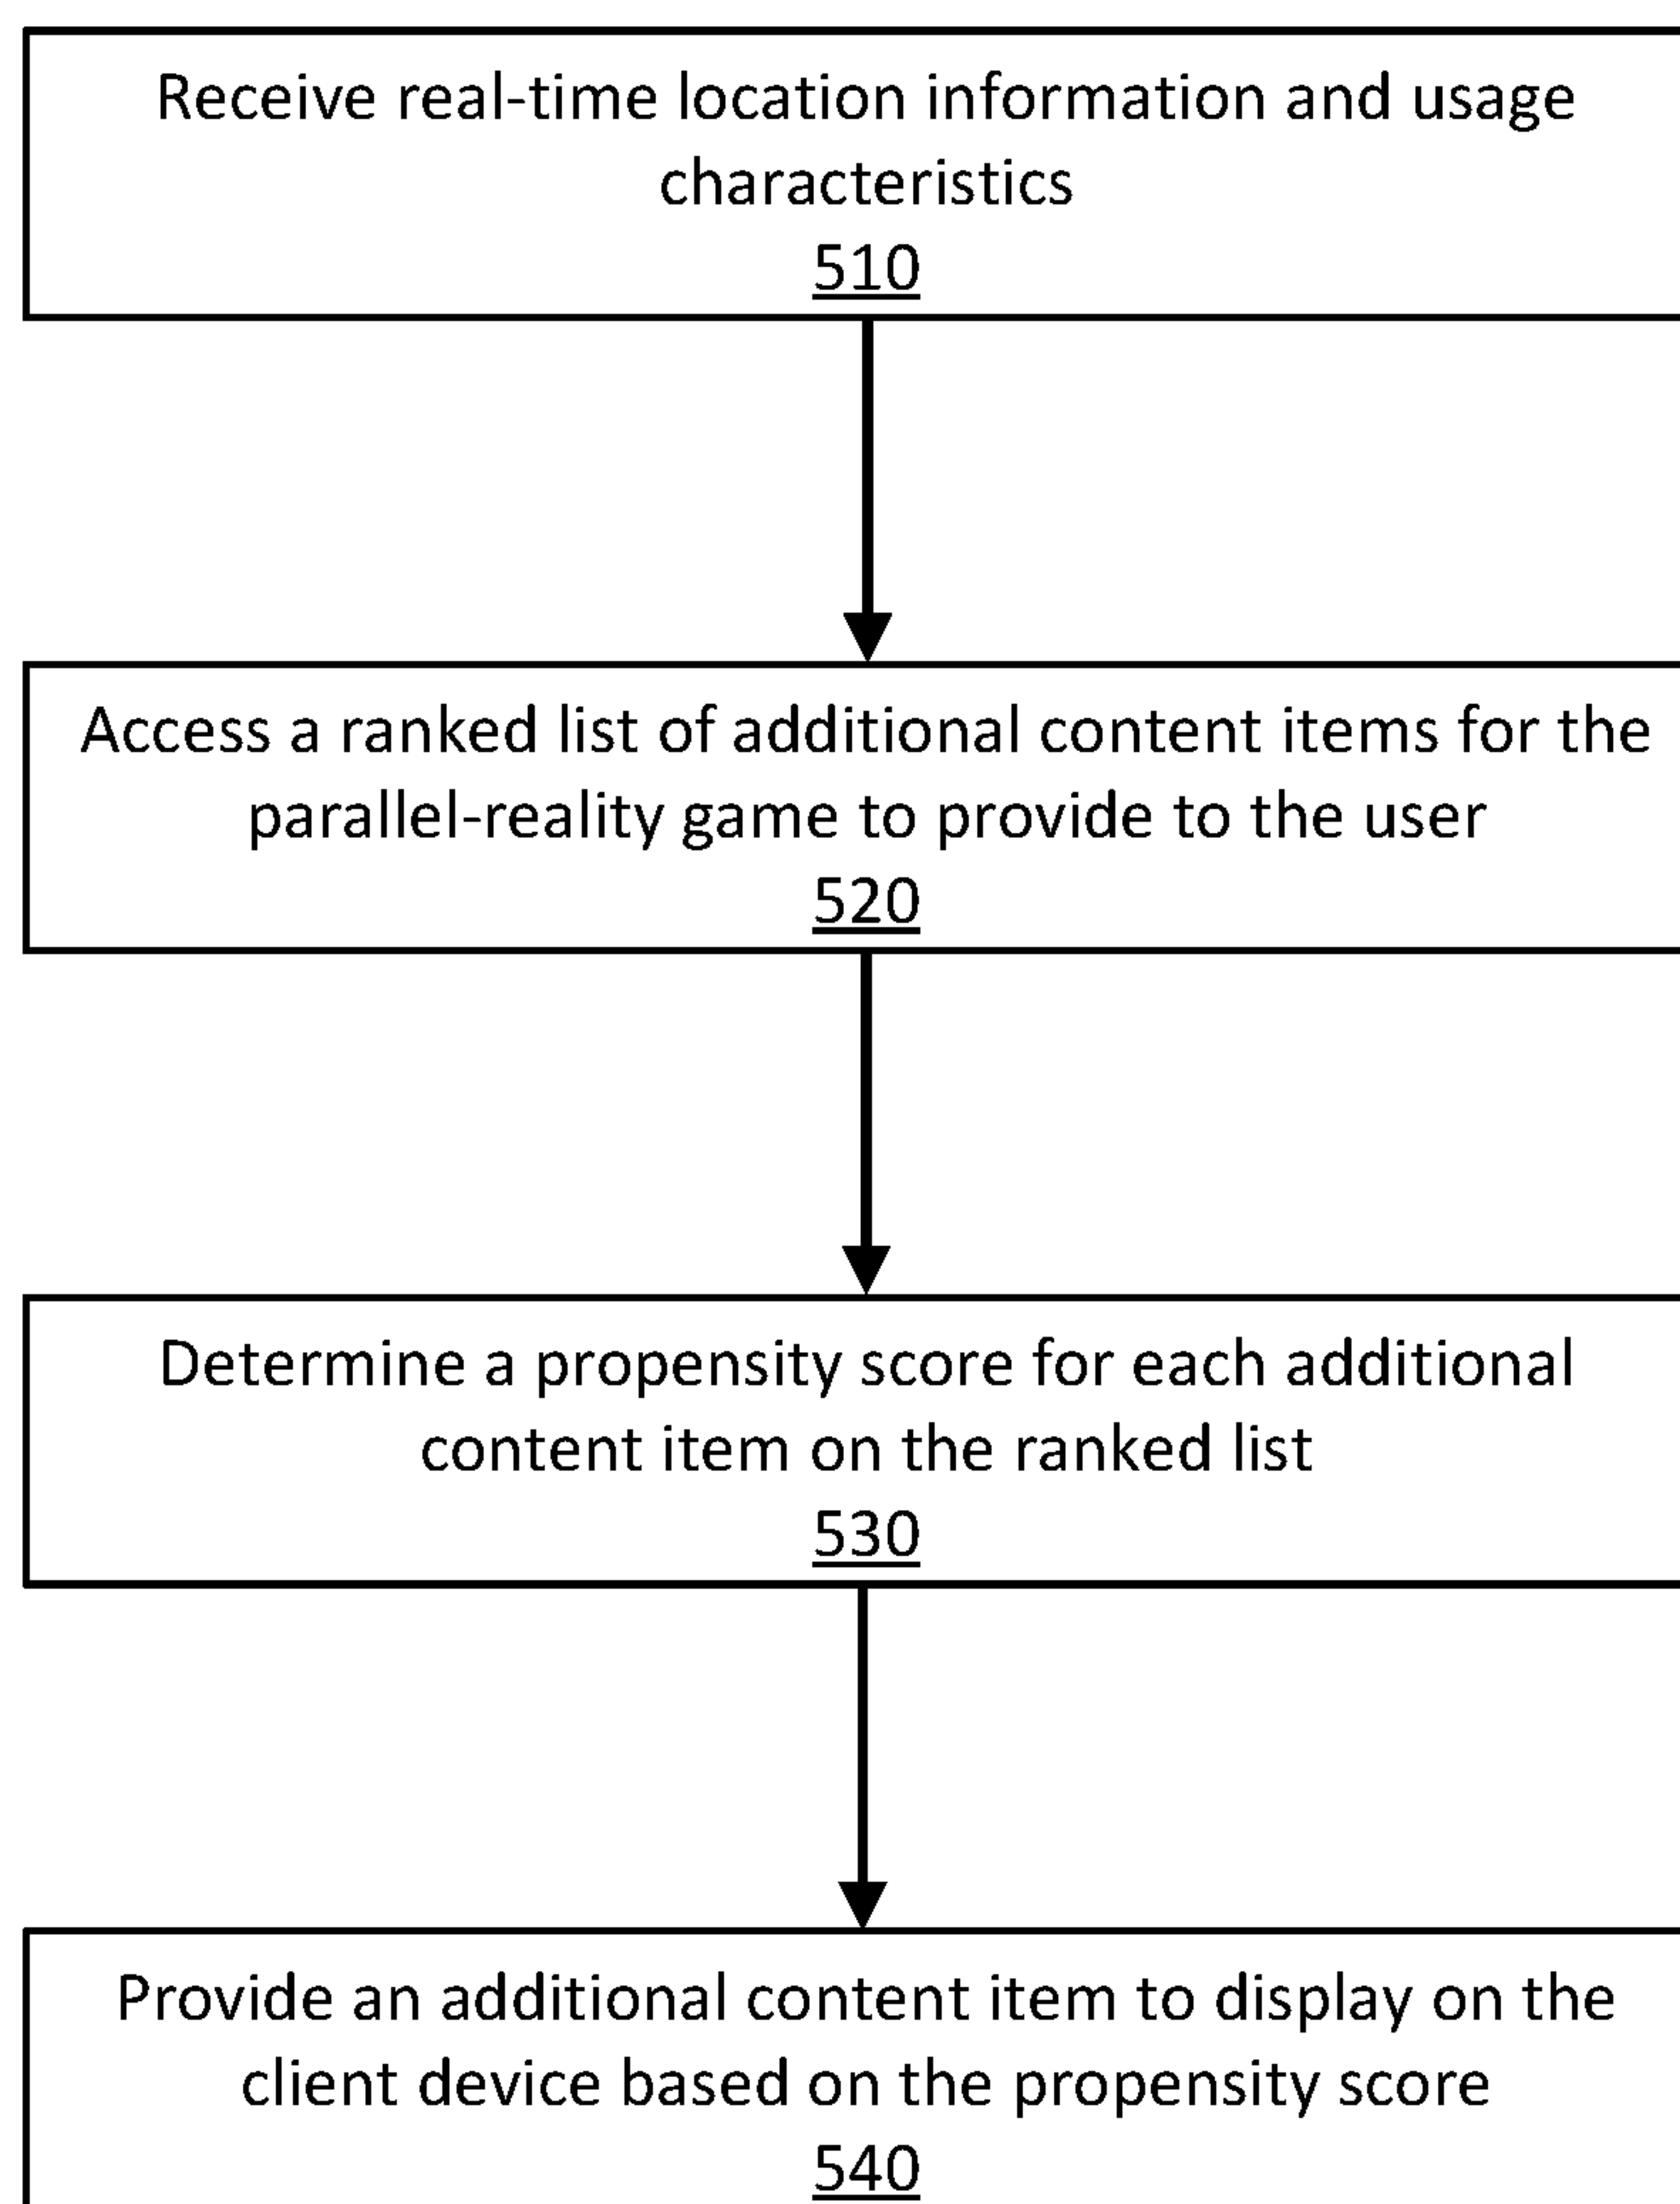 Receive real-time location information and usage
characteristics
510
Access a ranked list of additional content items for the
parallel-reality game to provide to the user
520
Determine a propensity score for each additional
content item on the ranked list
530
Provide an additional content item to display on the
client device based on the propensity score
540